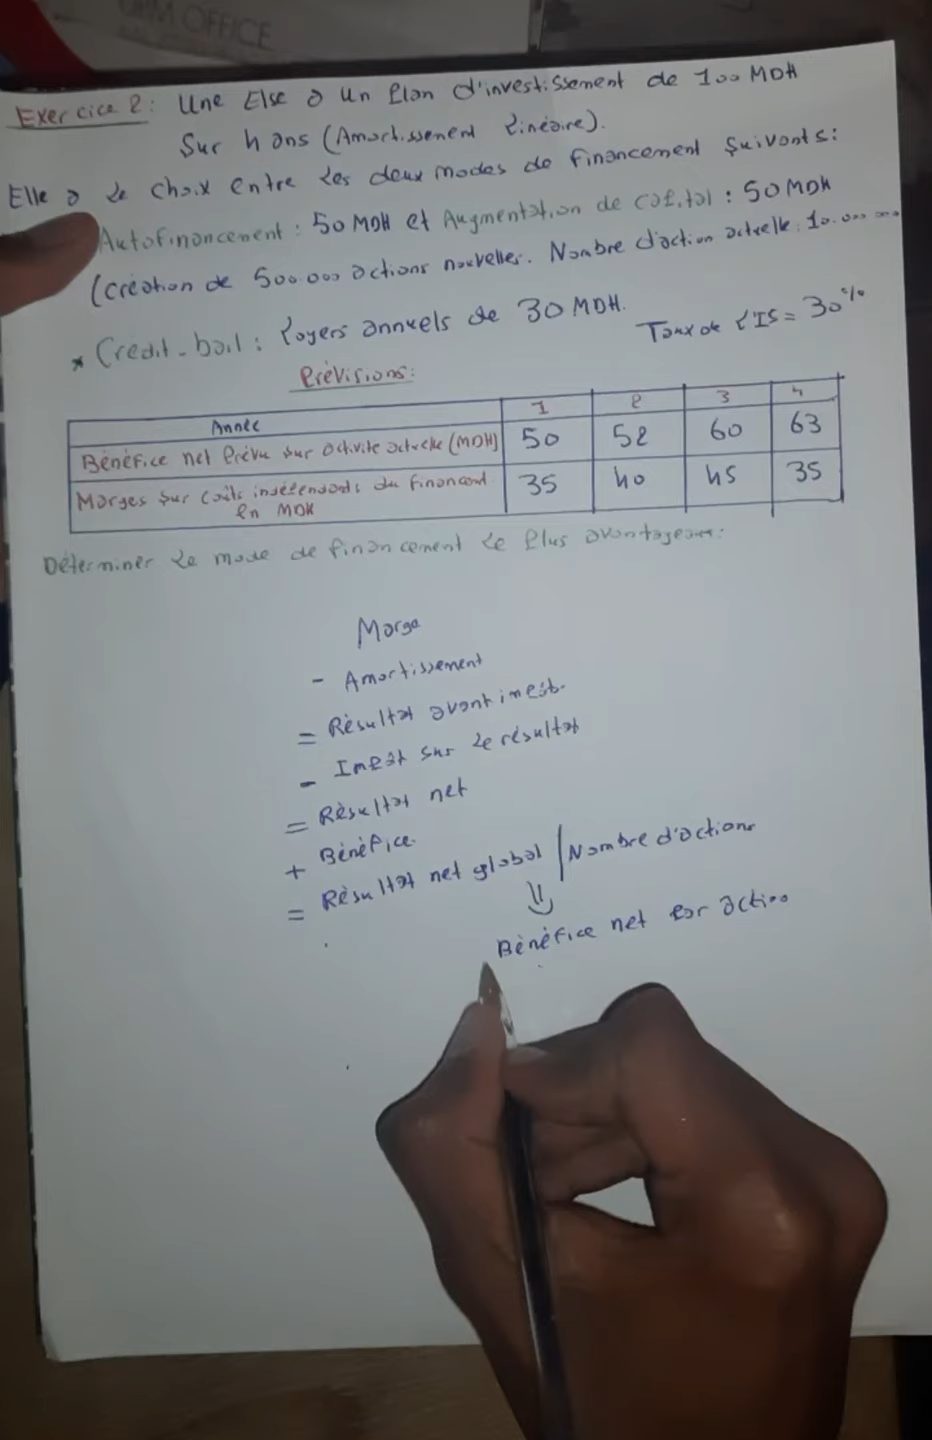 OFFICE
Exercice 2: Une Else a un plan d'investissement de 100 MDH
Sur 4 ans (Amortissement linéaire).
Elle a le choix entre les deux modes de financement suivants:
Autofinancement: 50 MDH et Augmentation de capital: 50 MDH
(création de 500.000 actions nouvelles. Nombre d'action actuelle: 10.000 000
* Crédit-bail: loyers annuels de 30 MDH. Taux de l'IS = 30%
Prévisions:
Année 1 2 3 4
Bénéfice net Prévu sur activité actuelle (MDH) 50 52 60 63
Marges sur coûts indépendants du financent 35 40 45 35
En MDH
Déterminer le mode de financement le plus avantageux:
Marge
- Amortissement
= Résultat avant impôt.
- Impôt sur le résultat
= Résultat net
+ Bénéfice.
= Résultat net global / Nombre d'actions
⇓
Bénéfice net par action